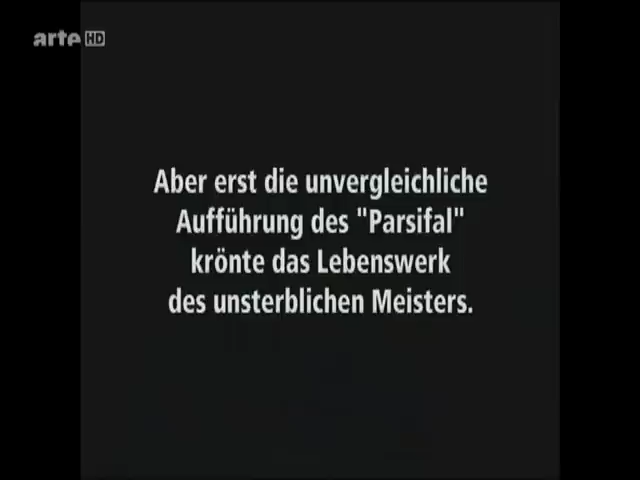 arte HD
Aber erst die unvergleichliche
Aufführung des "Parsifal"
krönte das Lebenswerk
des unsterblichen Meisters.